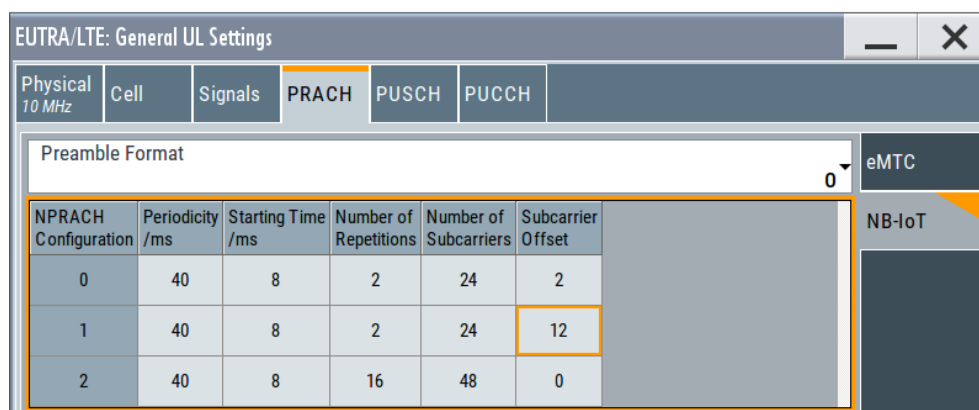 EUTRA/LTE: General UL Settings
Physical
10 MHz
Cell
Signals
PRACH
PUSCH
PUCCH
Preamble Format
0
eMTC
NB-IoT
NPRACH Configuration Periodicity /ms Starting Time /ms Number of Repetitions Number of Subcarriers Subcarrier Offset
0 40 8 2 24 2
1 40 8 2 24 12
2 40 8 16 48 0